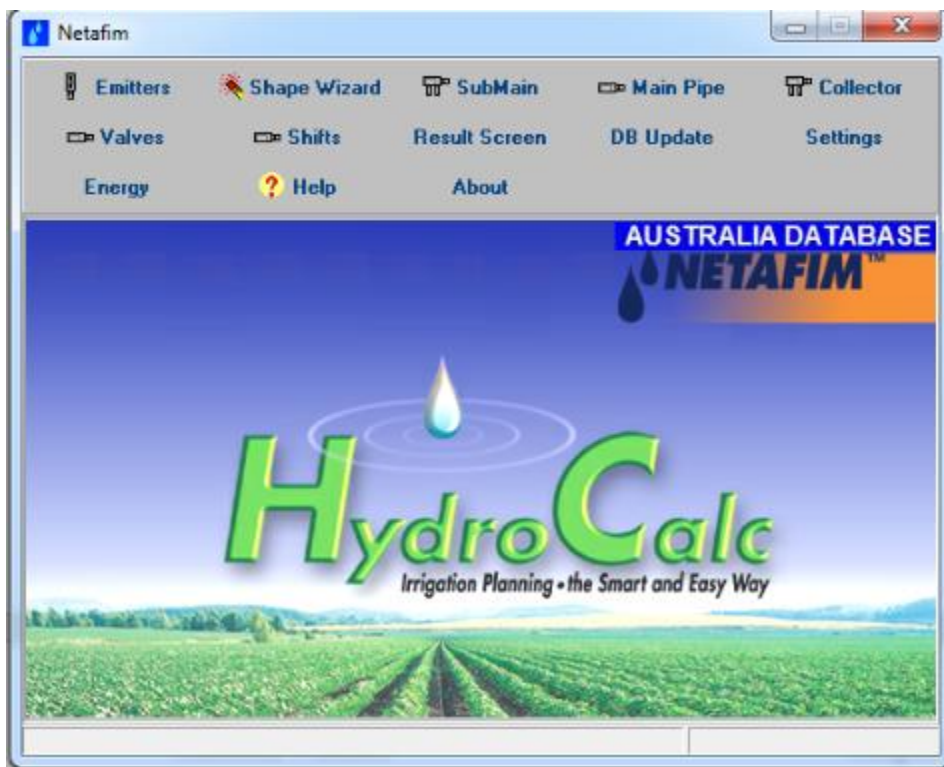 Netafim
Emitters Shape Wizard SubMain Main Pipe Collector
Valves Shifts Result Screen DB Update Settings
Energy ? Help About
AUSTRALIA DATABASE
NETAFIM™
HydroCalc
Irrigation Planning • the Smart and Easy Way